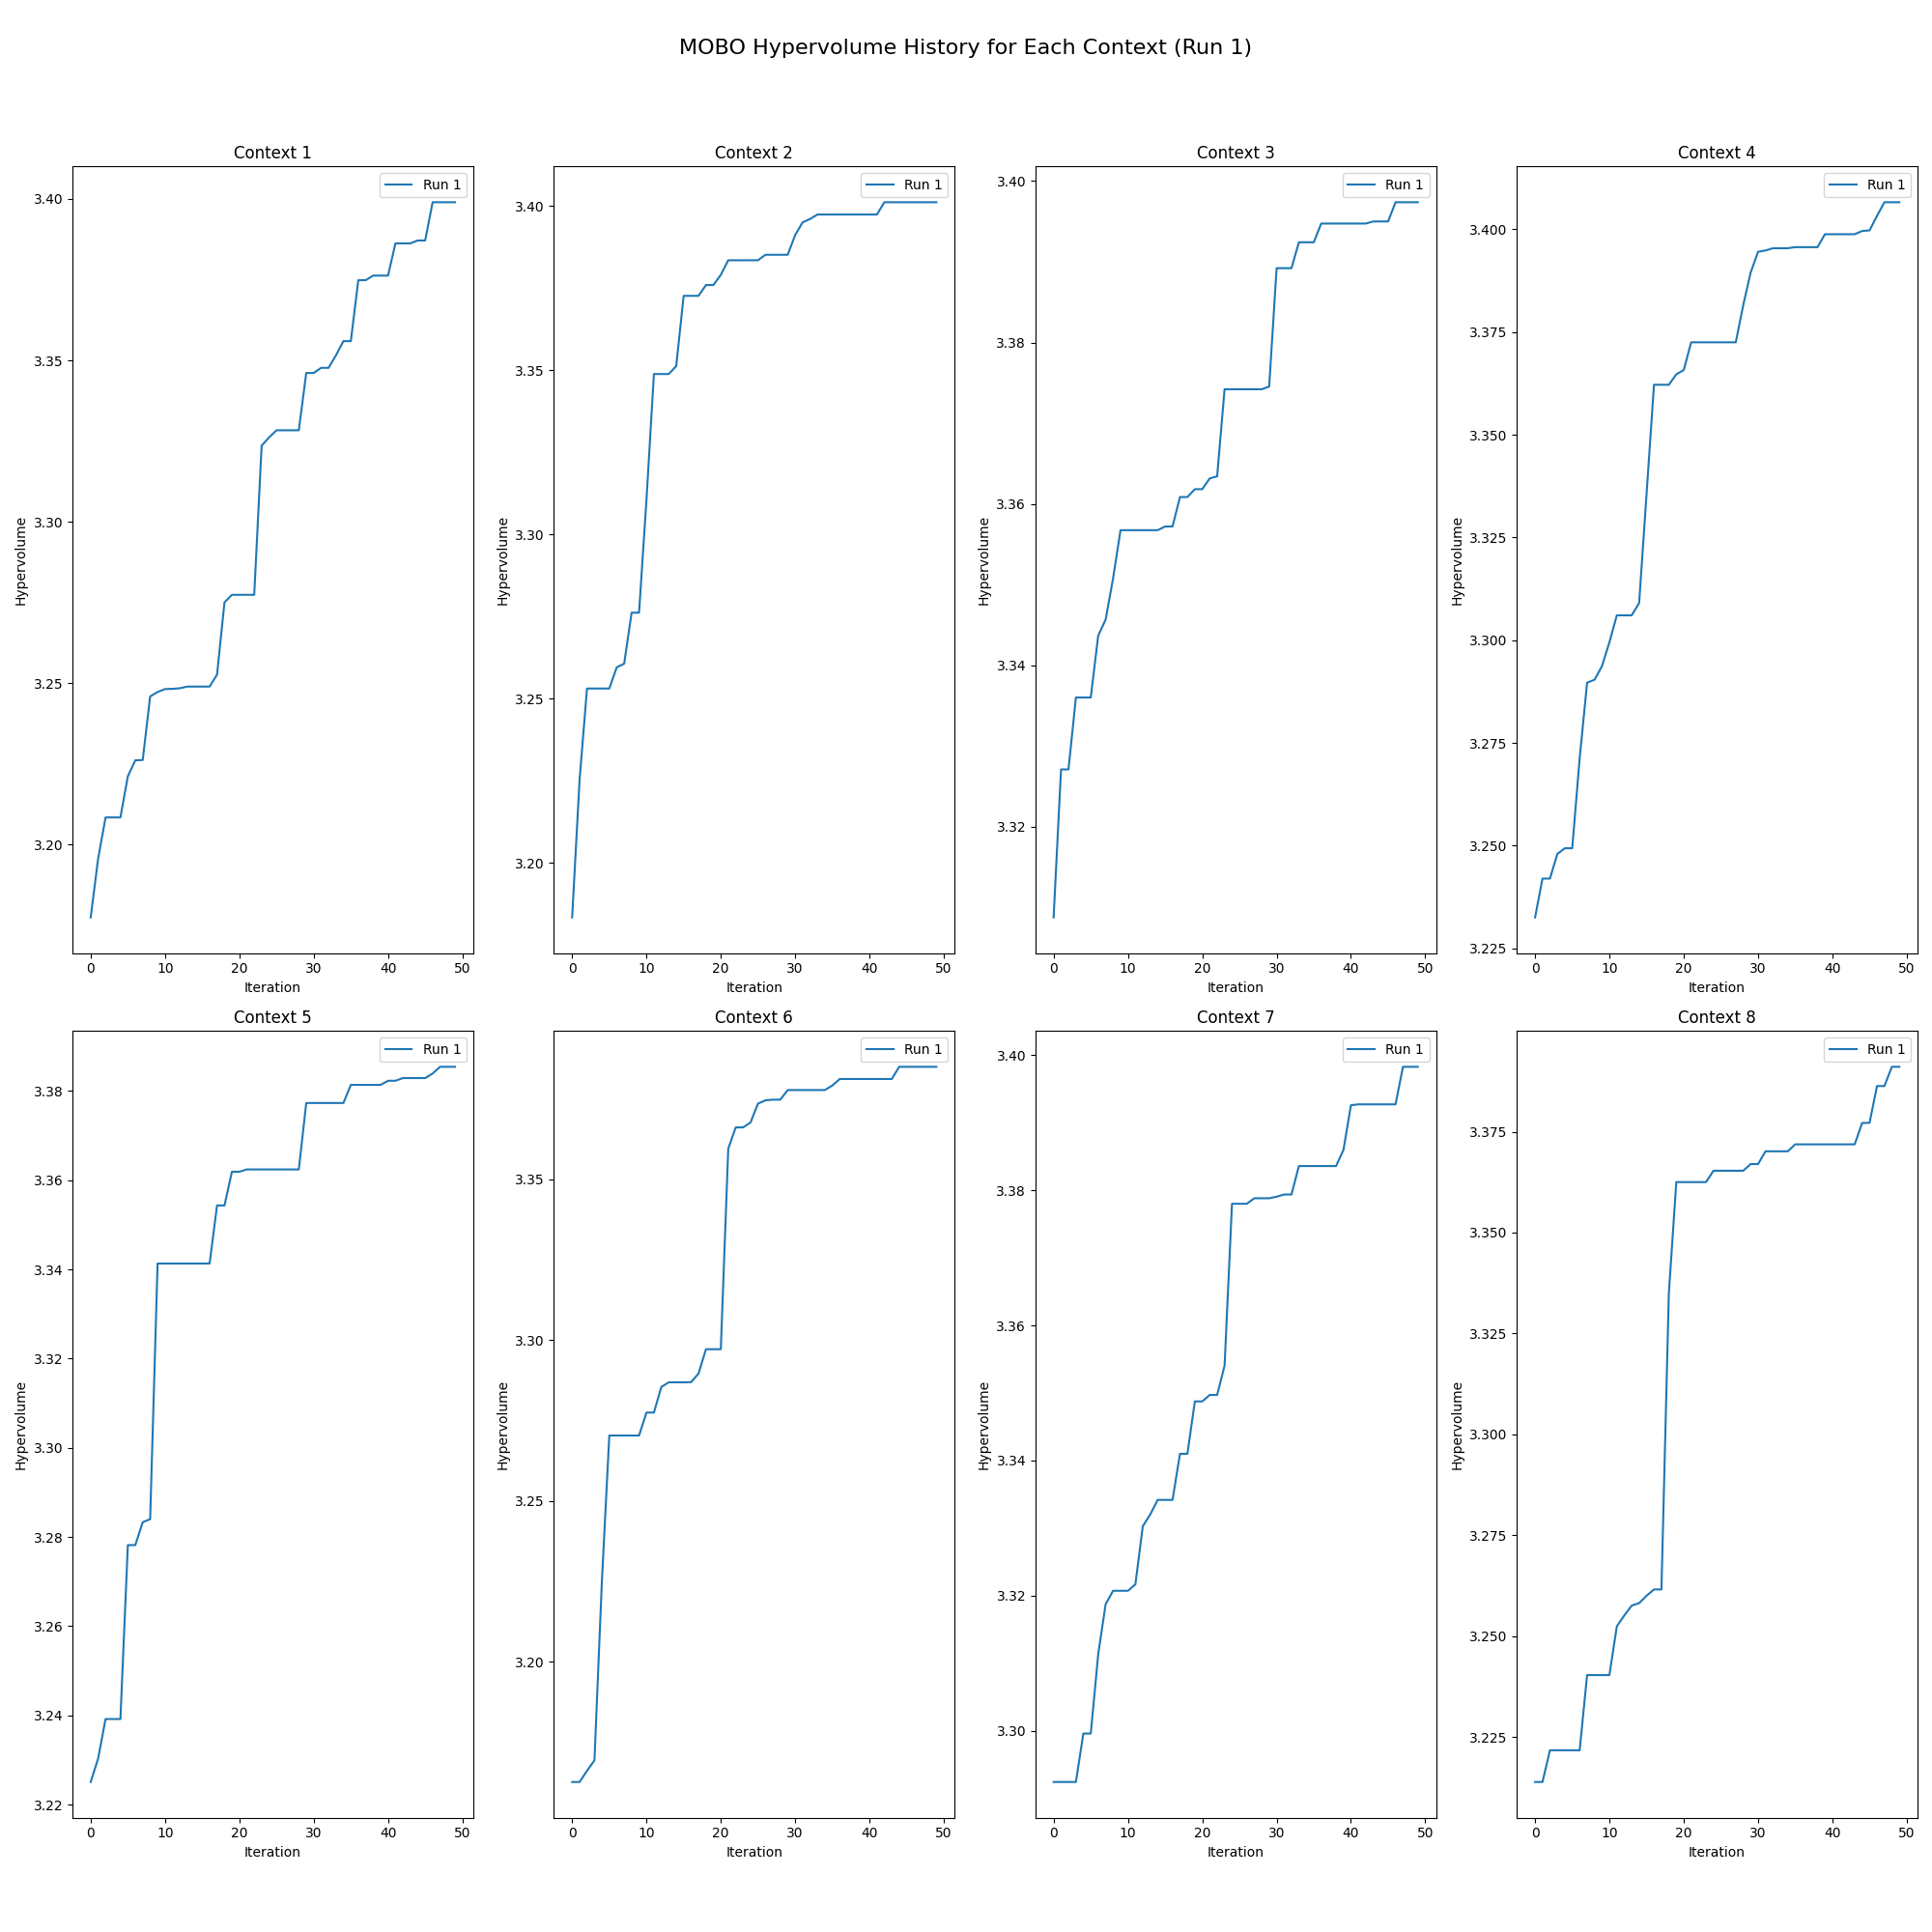 MOBO Hypervolume History for Each Context (Run 1)
Context 1
Run 1
3.40
3.35
3.30
3.25
3.20
Hypervolume
0 10 20 30 40 50
Iteration
Context 2
Run 1
3.40
3.35
3.30
3.25
3.20
Hypervolume
0 10 20 30 40 50
Iteration
Context 3
Run 1
3.40
3.38
3.36
3.34
3.32
Hypervolume
0 10 20 30 40 50
Iteration
Context 4
Run 1
3.400
3.375
3.350
3.325
3.300
3.275
3.250
3.225
Hypervolume
0 10 20 30 40 50
Iteration
Context 5
Run 1
3.38
3.36
3.34
3.32
3.30
3.28
3.26
3.24
3.22
Hypervolume
0 10 20 30 40 50
Iteration
Context 6
Run 1
3.35
3.30
3.25
3.20
Hypervolume
0 10 20 30 40 50
Iteration
Context 7
Run 1
3.40
3.38
3.36
3.34
3.32
3.30
Hypervolume
0 10 20 30 40 50
Iteration
Context 8
Run 1
3.375
3.350
3.325
3.300
3.275
3.250
3.225
Hypervolume
0 10 20 30 40 50
Iteration